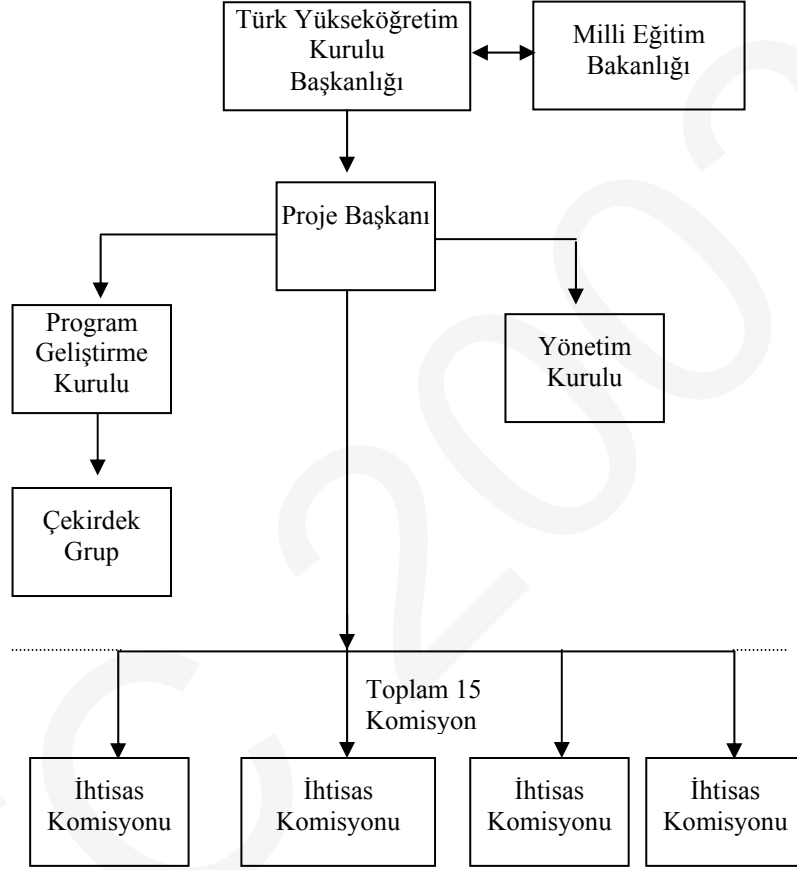 Türk Yükseköğretim
Kurulu
Başkanlığı
Milli Eğitim
Bakanlığı
Proje Başkanı
Program
Geliştirme
Kurulu
Yönetim
Kurulu
Çekirdek
Grup
Toplam 15
Komisyon
İhtisas
Komisyonu
İhtisas
Komisyonu
İhtisas
Komisyonu
İhtisas
Komisyonu